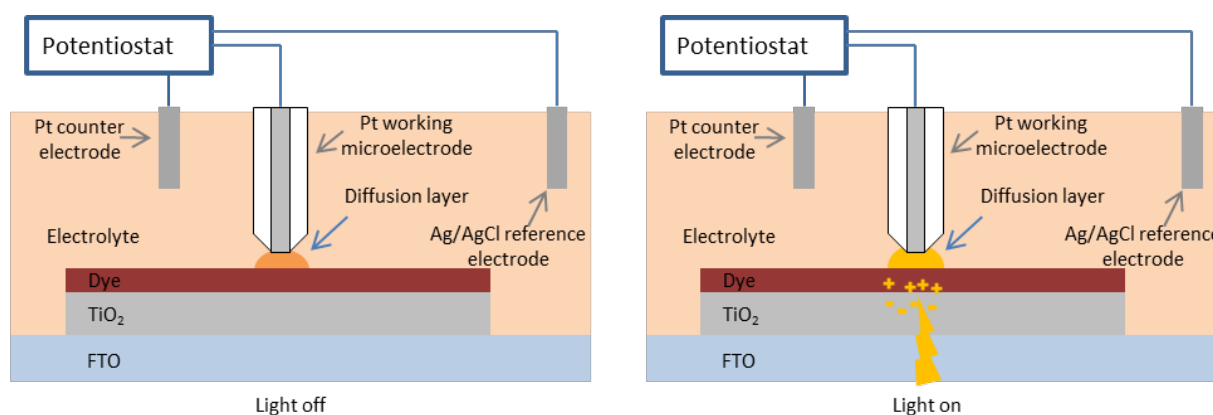 Potentiostat
Pt counter
electrode
Pt working
microelectrode
Diffusion layer
Electrolyte
Ag/AgCl reference
electrode
Dye
TiO2
FTO
Light off
Potentiostat
Pt counter
electrode
Pt working
microelectrode
Diffusion layer
Electrolyte
Ag/AgCl reference
electrode
Dye
+ + + +
- - - -
TiO2
FTO
Light on